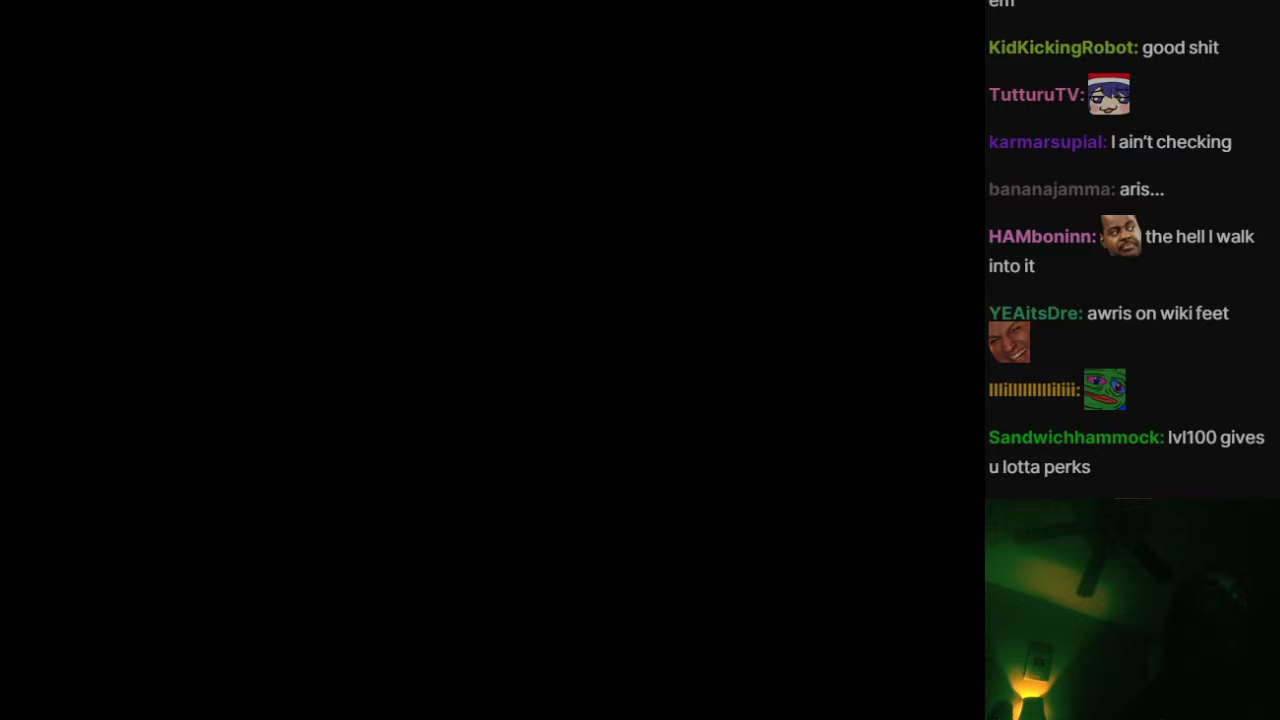 em
KidKickingRobot: good shit
TutturuTV:
karmarsupial: I ain't checking
bananajamma: aris...
HAMboninn: the hell I walk
into it
YEAitsDre: awris on wiki feet
Sandwichhammock: lvl100 gives
u lotta perks